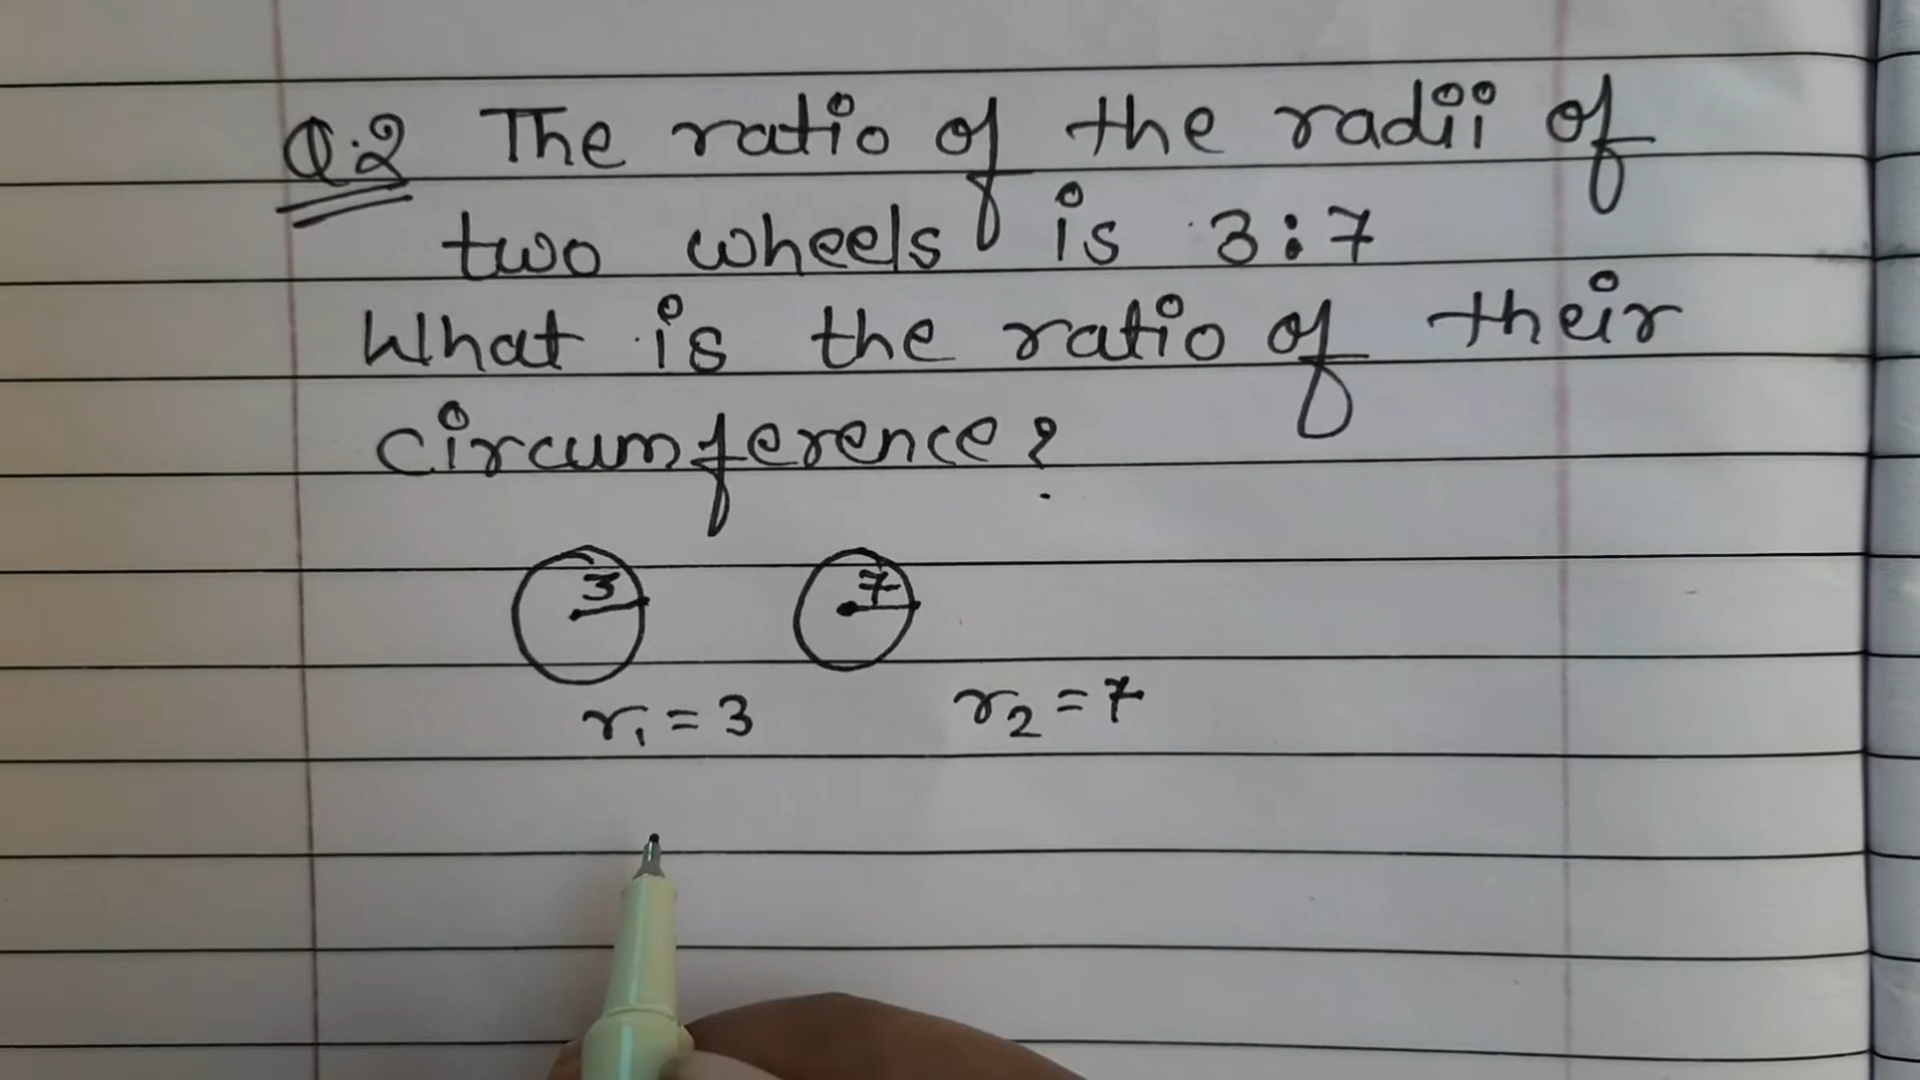 Q.2 The ratio of the radii of
two wheels is 3:7
What is the ratio of their
circumference?
3 7
r₁ = 3 r₂ = 7